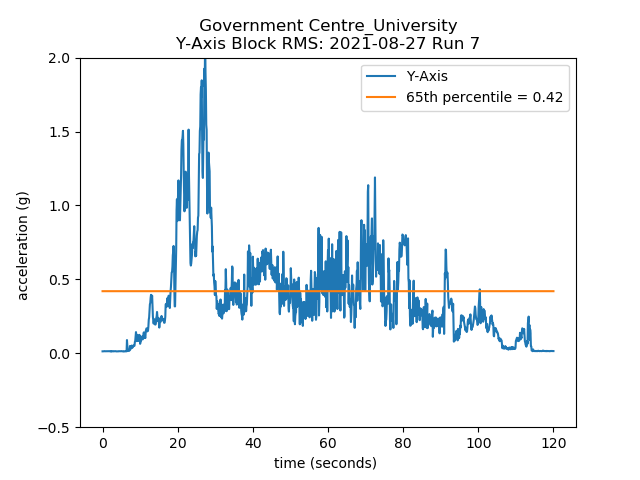 Government Centre_University
Y-Axis Block RMS: 2021-08-27 Run 7
Y-Axis
65th percentile = 0.42
acceleration (g)
2.0
1.5
1.0
0.5
0.0
−0.5
0 20 40 60 80 100 120
time (seconds)